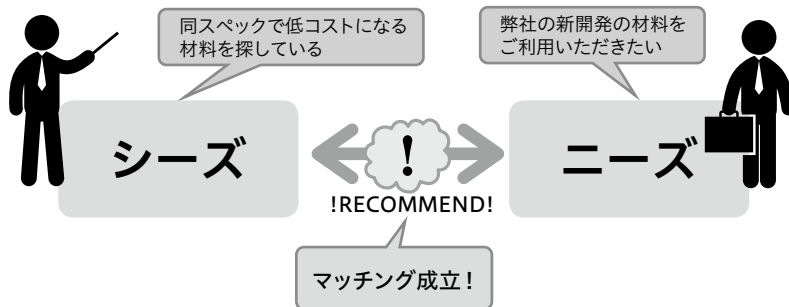 同スペックで低コストになる
材料を探している
弊社の新開発の材料を
ご利用いただきたい
シーズ
!
ニーズ
!RECOMMEND!
マッチング成立！